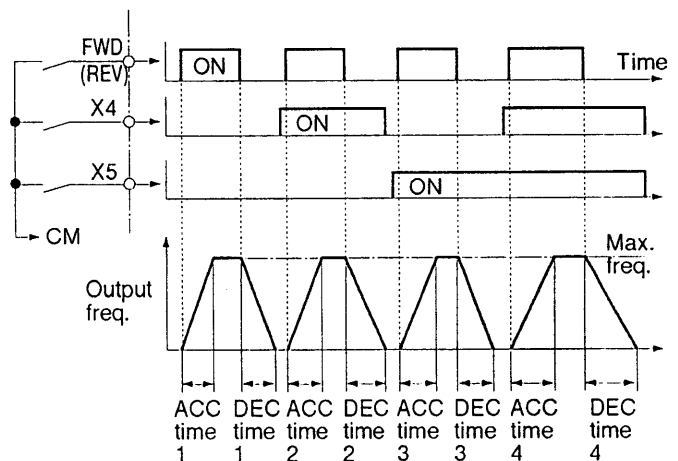 FWD
(REV)
ON
Time
X4
ON
X5
ON
CM
Output
freq.
Max.
freq.
ACC
time
1
DEC
time
1
ACC
time
2
DEC
time
2
ACC
time
3
DEC
time
3
ACC
time
4
DEC
time
4